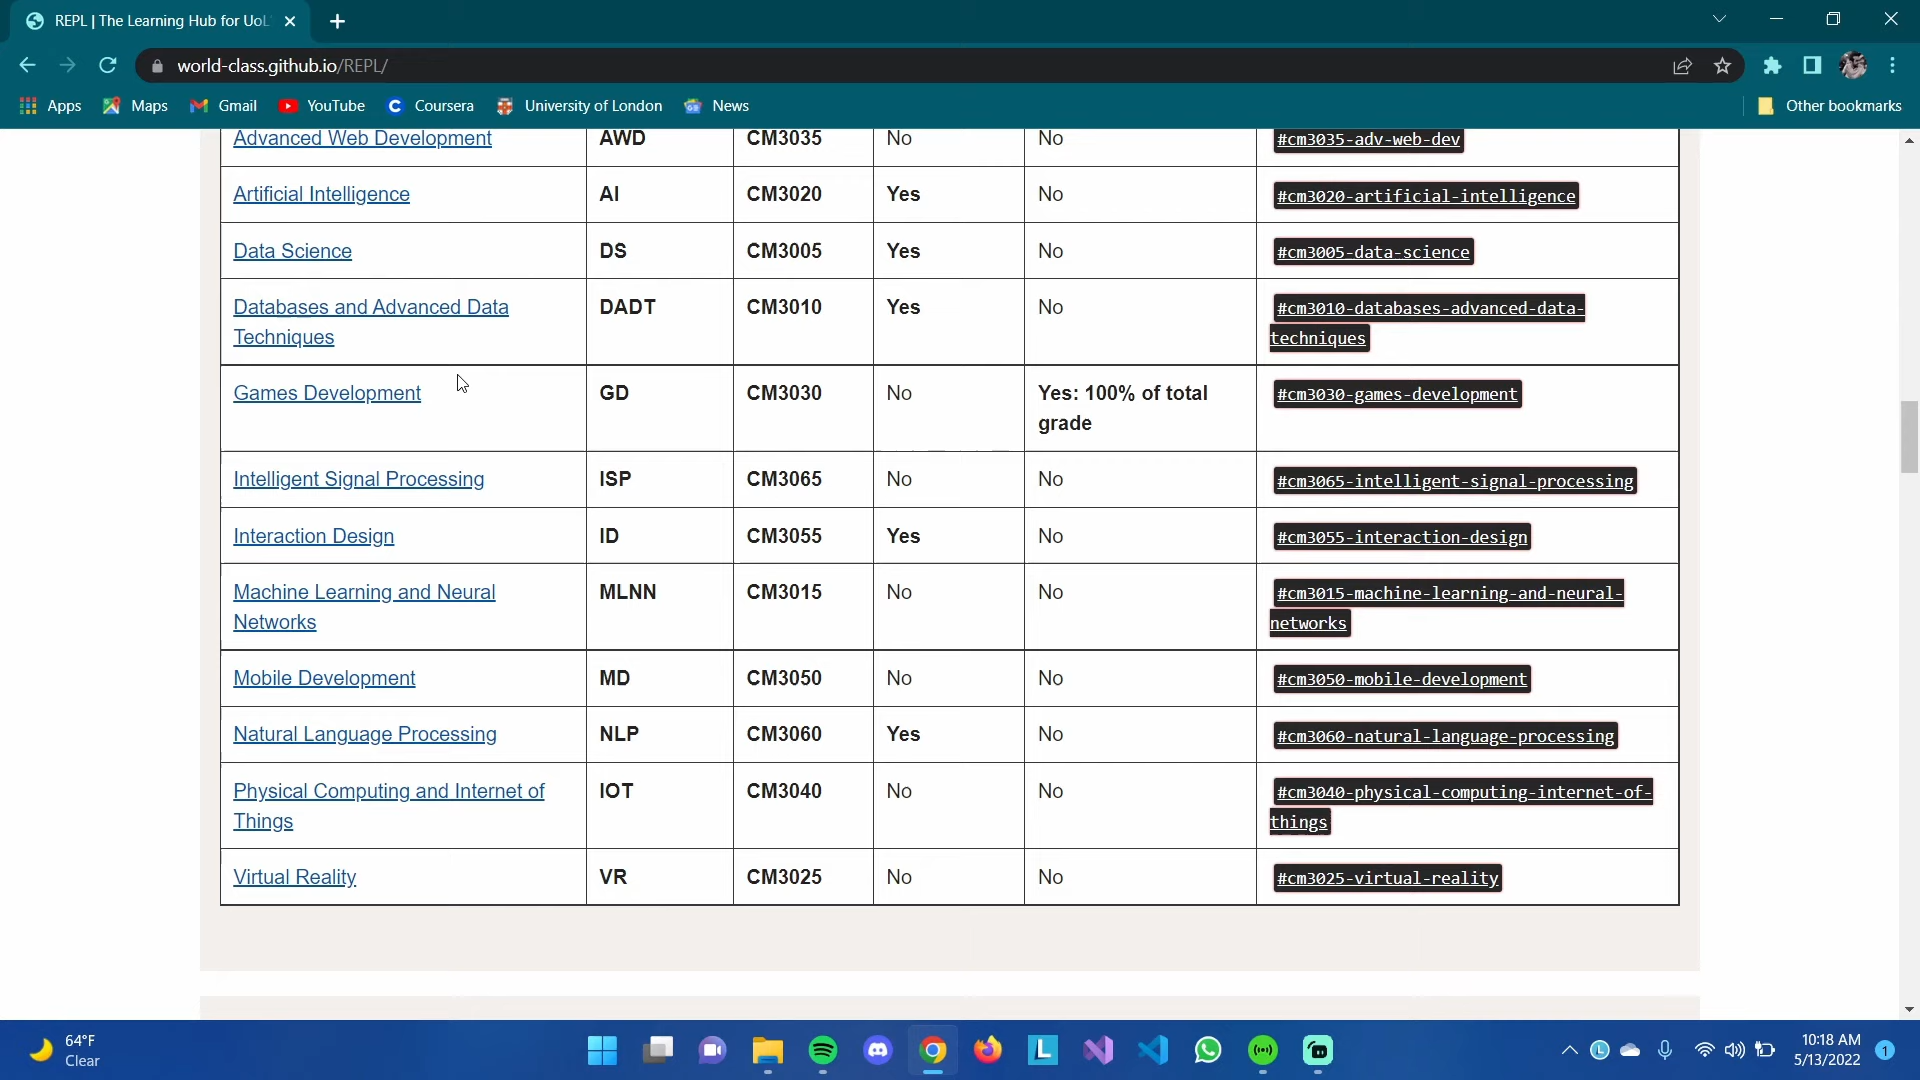 REPL | The Learning Hub for UoL'
world-class.github.io/REPL/
Apps Maps Gmail YouTube Coursera University of London News Other bookmarks
Advanced Web Development AWD CM3035 No No #cm3035-adv-web-dev
Artificial Intelligence AI CM3020 Yes No #cm3020-artificial-intelligence
Data Science DS CM3005 Yes No #cm3005-data-science
Databases and Advanced Data DADT CM3010 Yes No #cm3010-databases-advanced-data-
Techniques techniques
Games Development GD CM3030 No Yes: 100% of total #cm3030-games-development
grade
Intelligent Signal Processing ISP CM3065 No No #cm3065-intelligent-signal-processing
Interaction Design ID CM3055 Yes No #cm3055-interaction-design
Machine Learning and Neural MLNN CM3015 No No #cm3015-machine-learning-and-neural-
Networks networks
Mobile Development MD CM3050 No No #cm3050-mobile-development
Natural Language Processing NLP CM3060 Yes No #cm3060-natural-language-processing
Physical Computing and Internet of IOT CM3040 No No #cm3040-physical-computing-internet-of-
Things things
Virtual Reality VR CM3025 No No #cm3025-virtual-reality
64°F 10:18 AM
Clear 5/13/2022 1